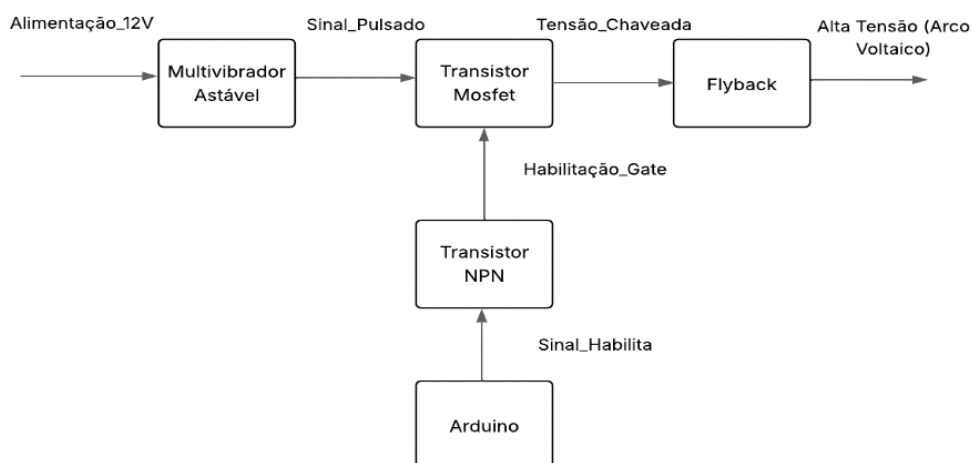 Alimentação_12V
Sinal_Pulsado
Tensão_Chaveada
Alta Tensão (Arco
Voltaico)
Multivibrador
Astável
Transistor
Mosfet
Flyback
Habilitação_Gate
Transistor
NPN
Sinal_Habilita
Arduino